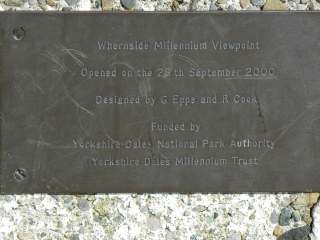 Whernside Millennium Viewpoint
Opened on the 29th September 2000
Designed by G Epps and R Cook
Funded by
Yorkshire Dales National Park Authority
Yorkshire Dales Millennium Trust